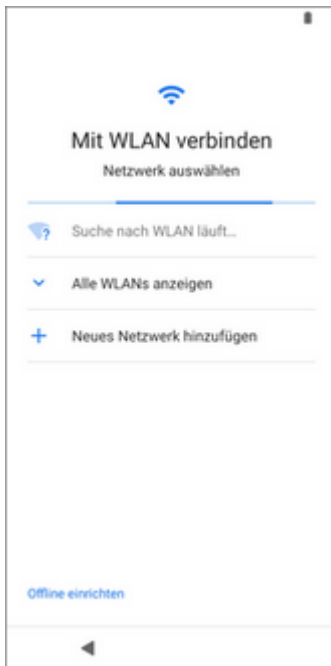 Mit WLAN verbinden
Netzwerk auswählen
Suche nach WLAN läuft...
Alle WLANs anzeigen
Neues Netzwerk hinzufügen
Offline einrichten